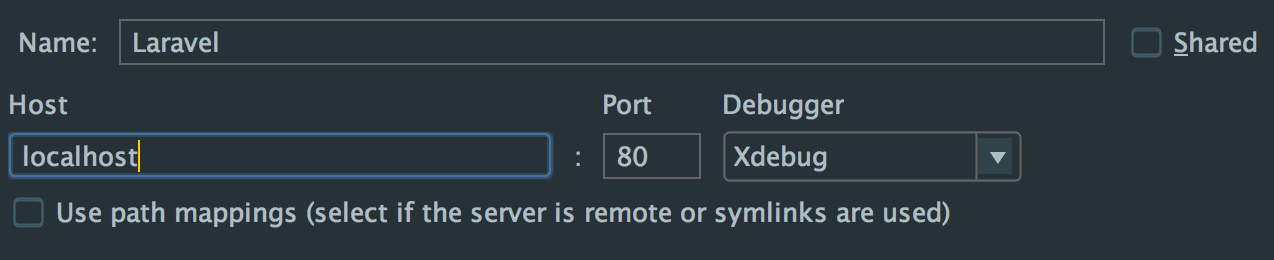 Name: Laravel Shared
Host Port Debugger
localhost : 80 Xdebug
Use path mappings (select if the server is remote or symlinks are used)